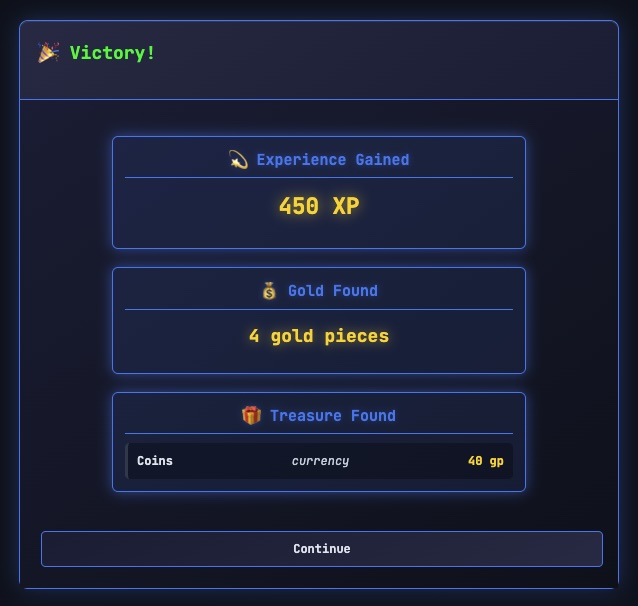 🎉 Victory!
💫 Experience Gained
450 XP
💰 Gold Found
4 gold pieces
🎁 Treasure Found
Coins currency 40 gp
Continue